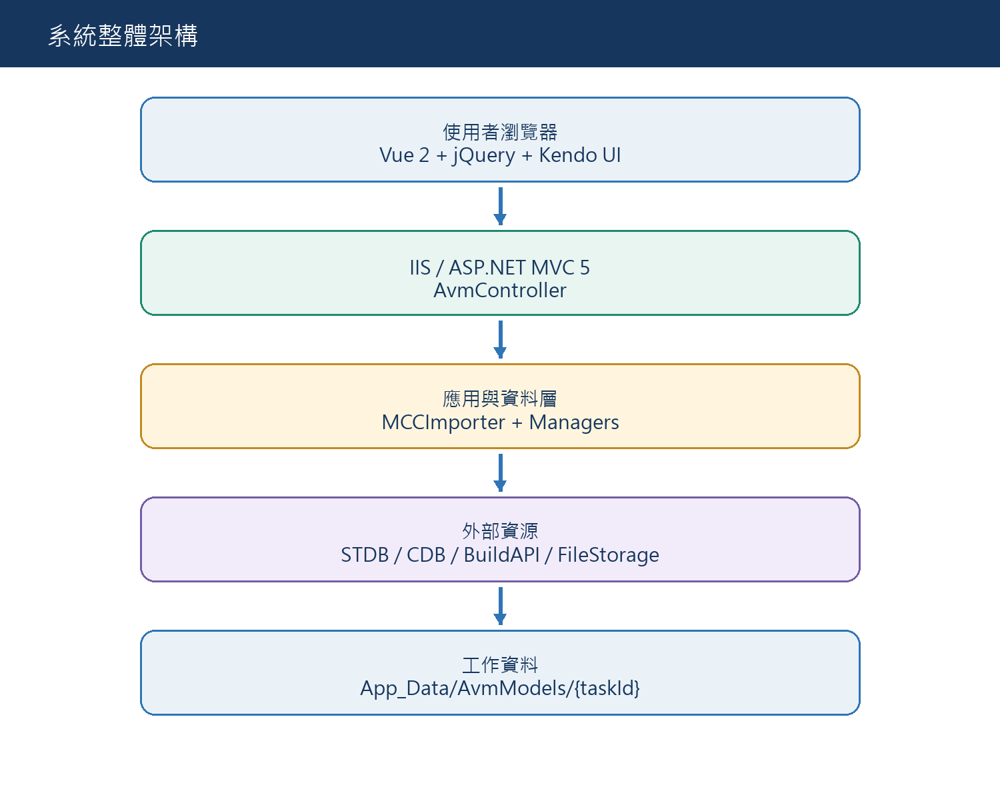 系統整體架構
使用者瀏覽器
Vue 2 + jQuery + Kendo UI
IIS / ASP.NET MVC 5
AvmController
應用與資料層
MCCImporter + Managers
外部資源
STDB / CDB / BuildAPI / FileStorage
工作資料
App_Data/AvmModels/{taskId}